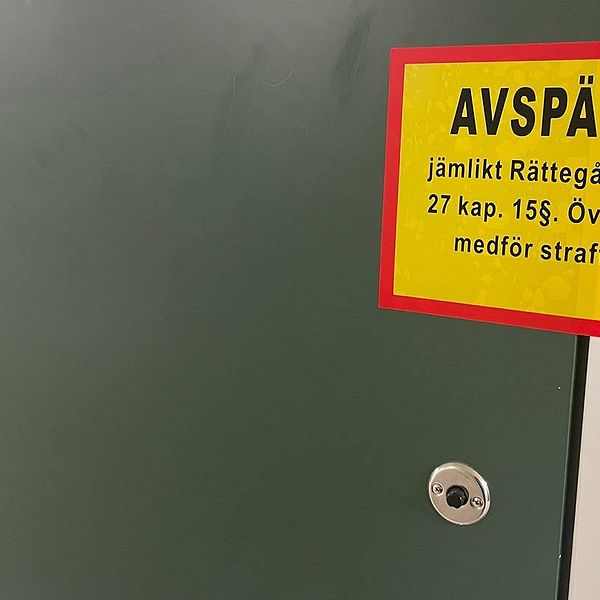 AVSPÄ
jämlikt Rättegå
27 kap. 15§. Öv
medför straf